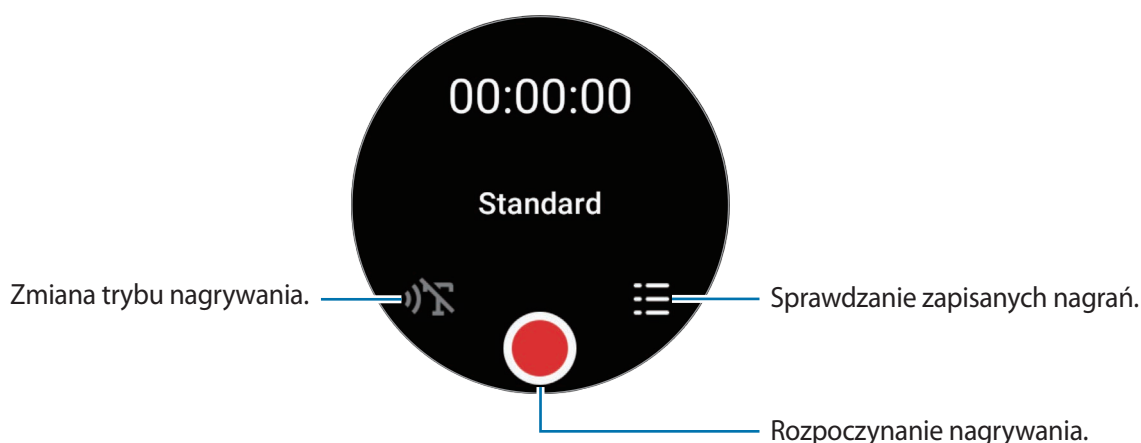 00:00:00
Standard
Zmiana trybu nagrywania.
Sprawdzanie zapisanych nagrań.
Rozpoczynanie nagrywania.